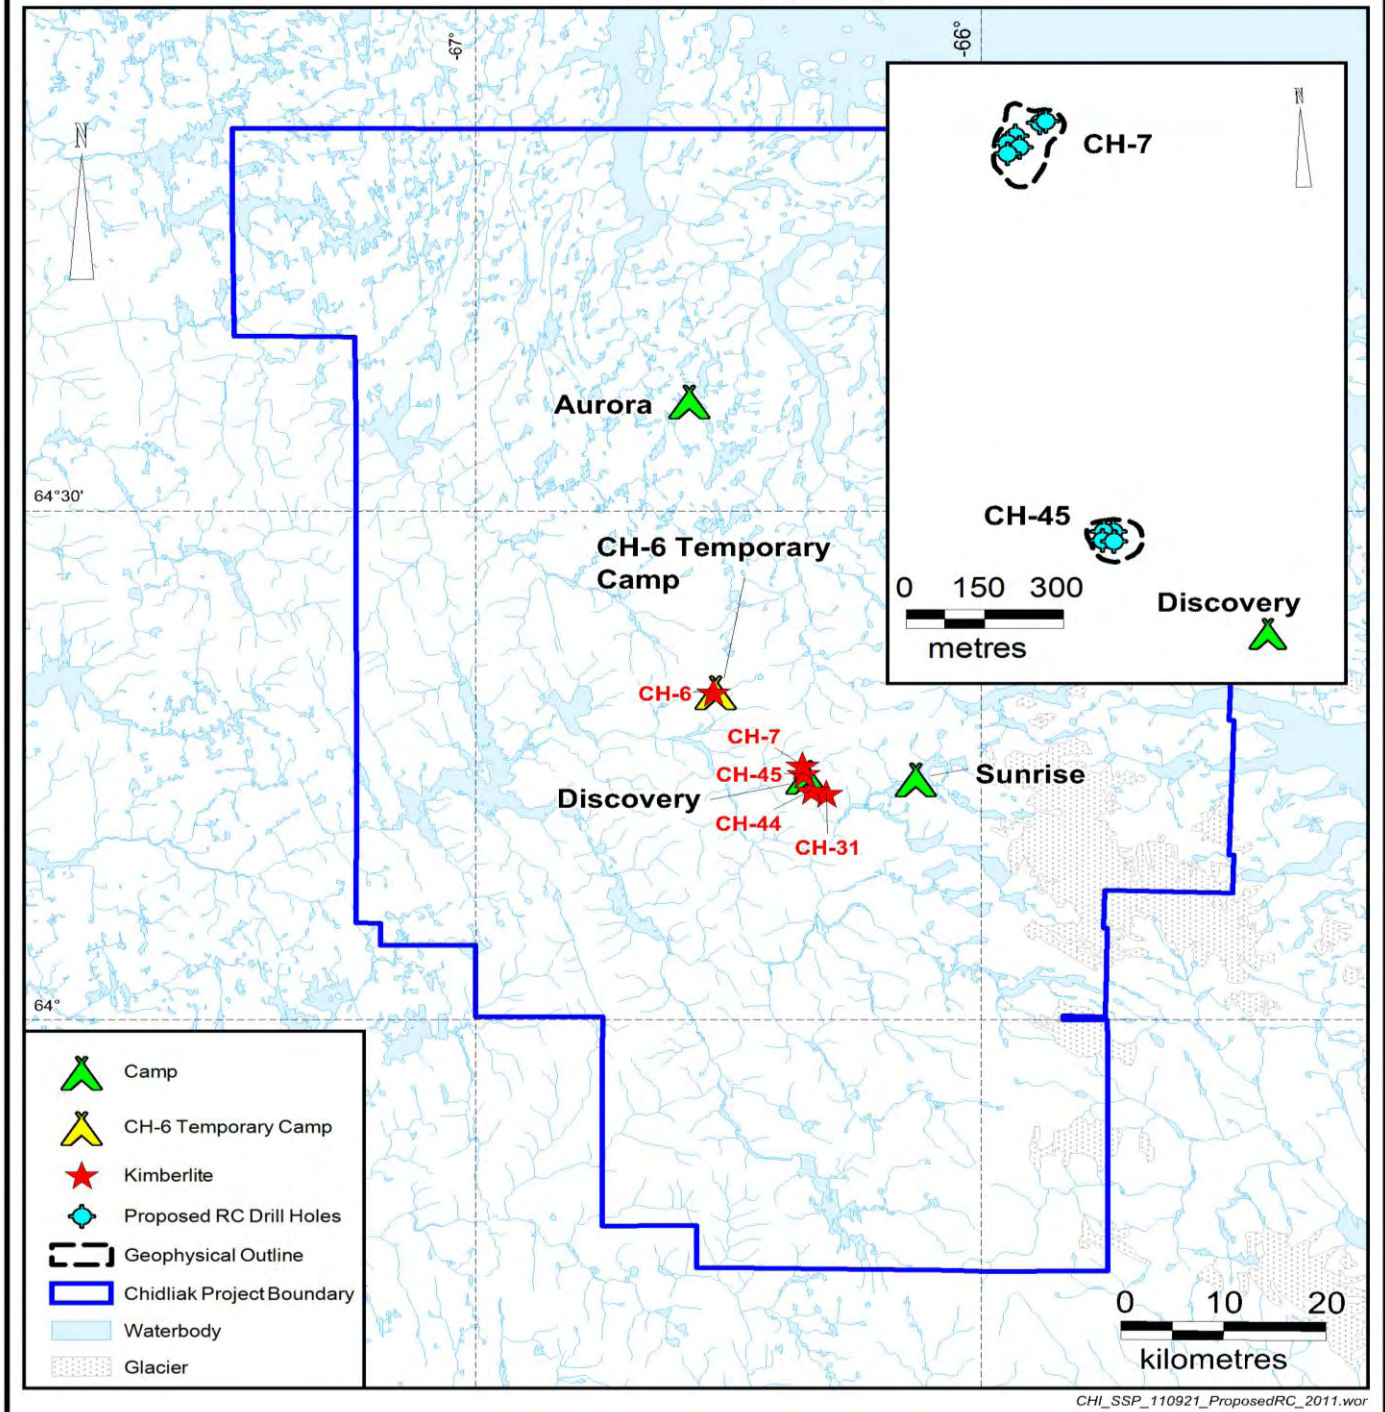 -67°
-66°
N
N
CH-7
Aurora
64°30'
CH-45
CH-6 Temporary
Camp
0 150 300
metres
Discovery
CH-6
CH-7
CH-45
Sunrise
Discovery
CH-44
CH-31
64°
Camp
CH-6 Temporary Camp
Kimberlite
Proposed RC Drill Holes
Geophysical Outline
Chidliak Project Boundary
Waterbody
Glacier
0 10 20
kilometres
CHI_SSP_110921_ProposedRC_2011.wor